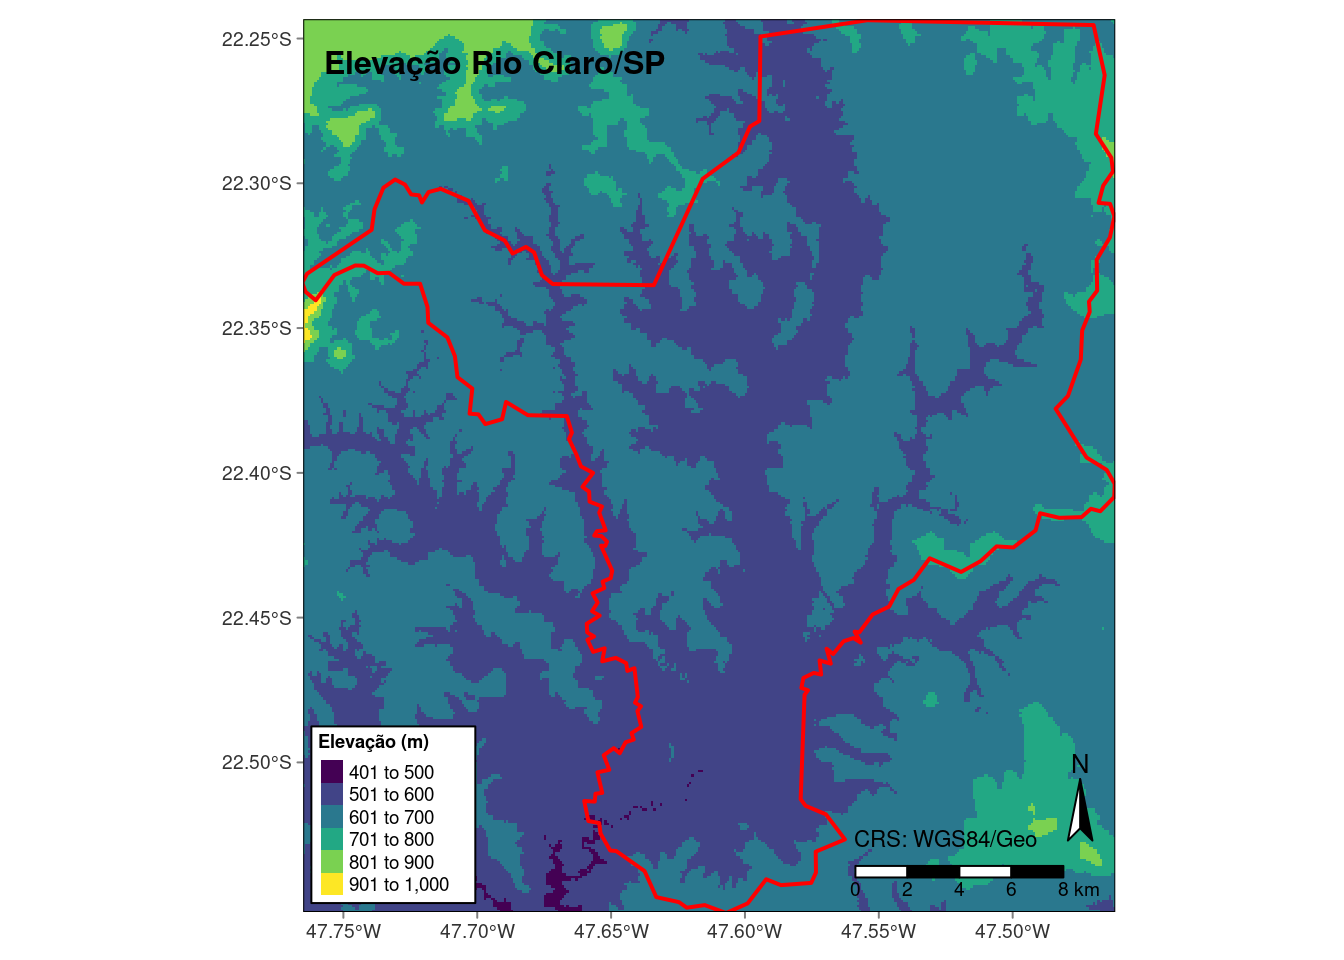 Elevação Rio Claro/SP
22.25°S
22.30°S
22.35°S
22.40°S
22.45°S
22.50°S
Elevação (m)
401 to 500
501 to 600
601 to 700
701 to 800
801 to 900
901 to 1,000
N
CRS: WGS84/Geo
0 2 4 6 8 km
47.75°W 47.70°W 47.65°W 47.60°W 47.55°W 47.50°W